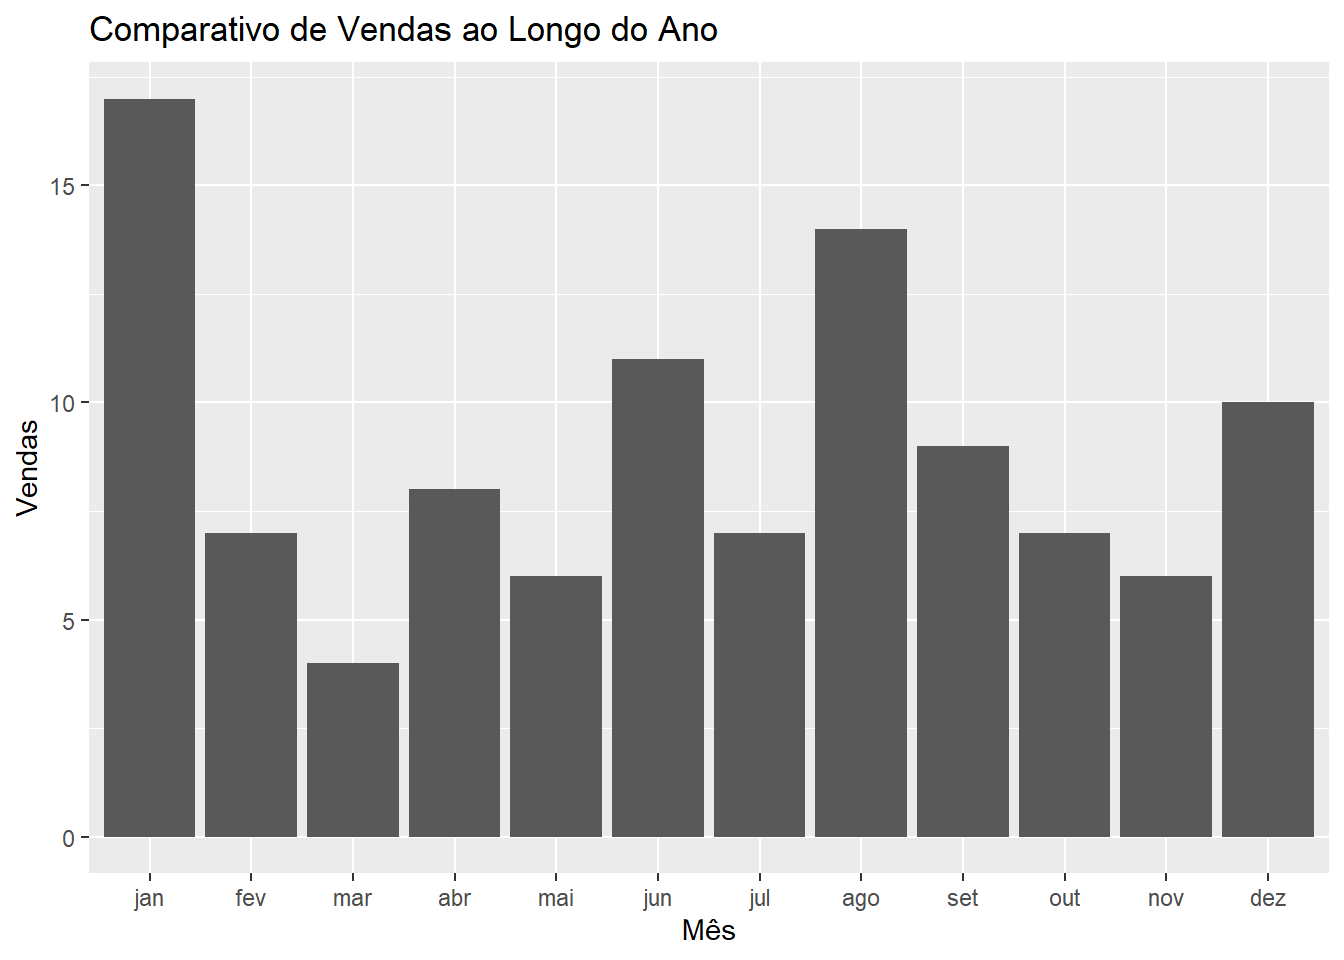 Comparativo de Vendas ao Longo do Ano
Vendas
15
10
5
0
jan fev mar abr mai jun jul ago set out nov dez
Mês